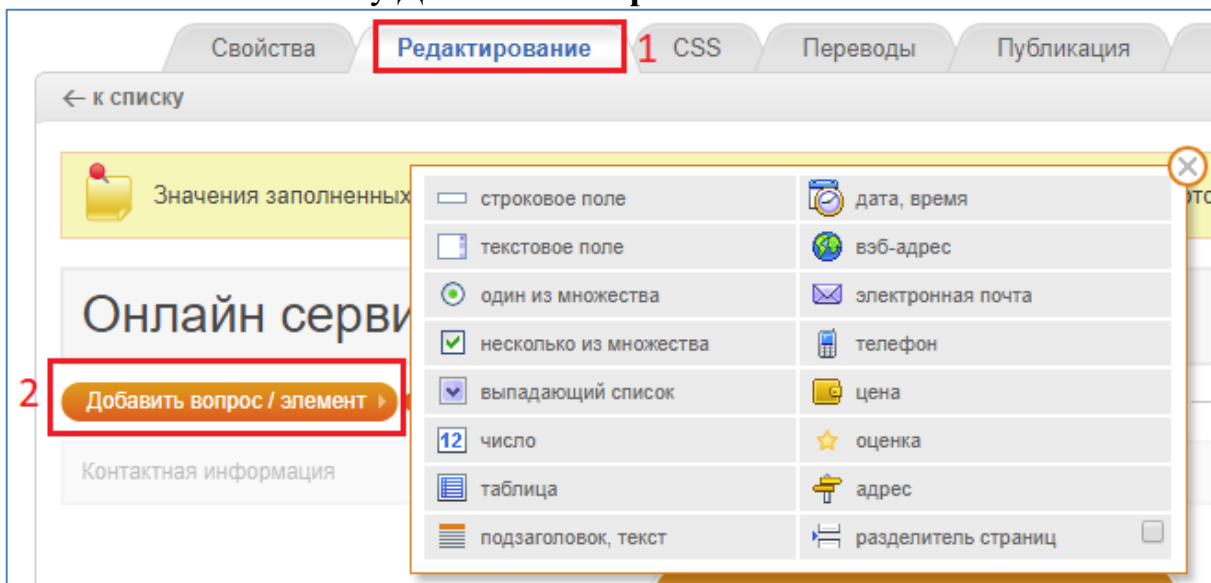 Свойства
Редактирование
1
CSS
Переводы
Публикация
← к списку
Значения заполненных
Онлайн серви
2
Добавить вопрос / элемент
Контактная информация
строковое поле
дата, время
текстовое поле
вэб-адрес
один из множества
электронная почта
несколько из множества
телефон
выпадающий список
цена
12
число
оценка
таблица
адрес
подзаголовок, текст
разделитель страниц